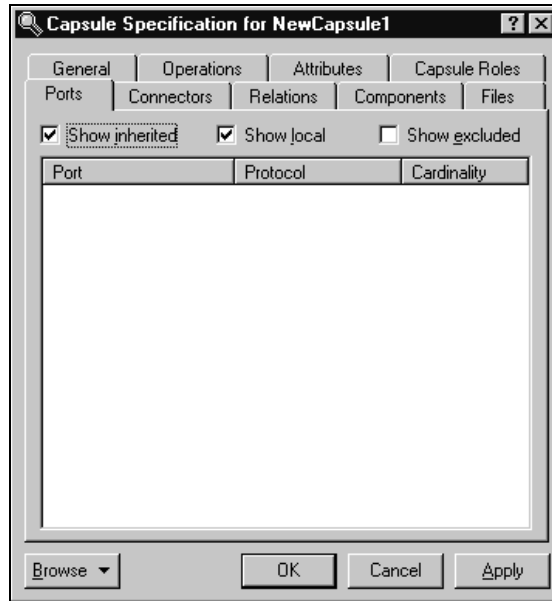 Capsule Specification for NewCapsule1
General Operations Attributes Capsule Roles
Ports Connectors Relations Components Files
Show inherited Show local Show excluded
Port Protocol Cardinality
Browse OK Cancel Apply